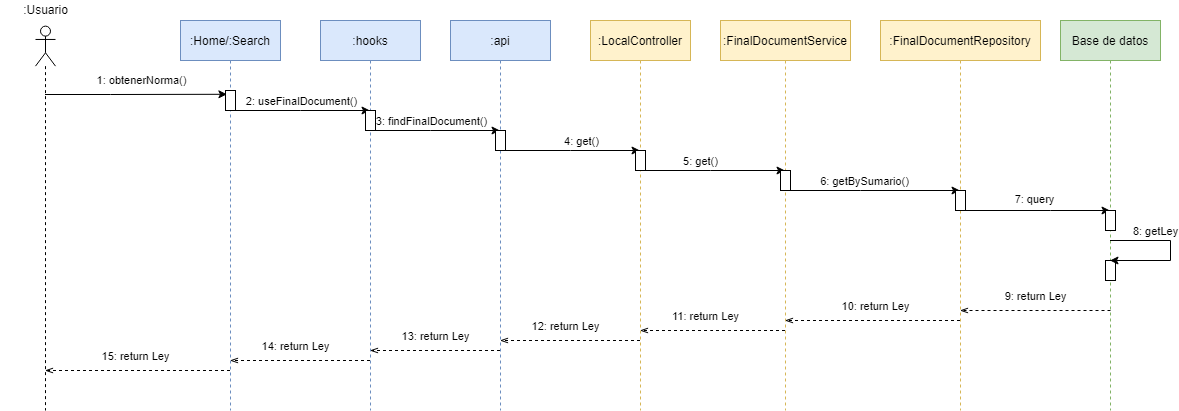 :Usuario
:Home/:Search
:hooks
:api
:LocalController
:FinalDocumentService
:FinalDocumentRepository
Base de datos
1: obtenerNorma()
2: useFinalDocument()
3: findFinalDocument()
4: get()
5: get()
6: getBySumario()
7: query
8: getLey
9: return Ley
10: return Ley
11: return Ley
12: return Ley
13: return Ley
14: return Ley
15: return Ley